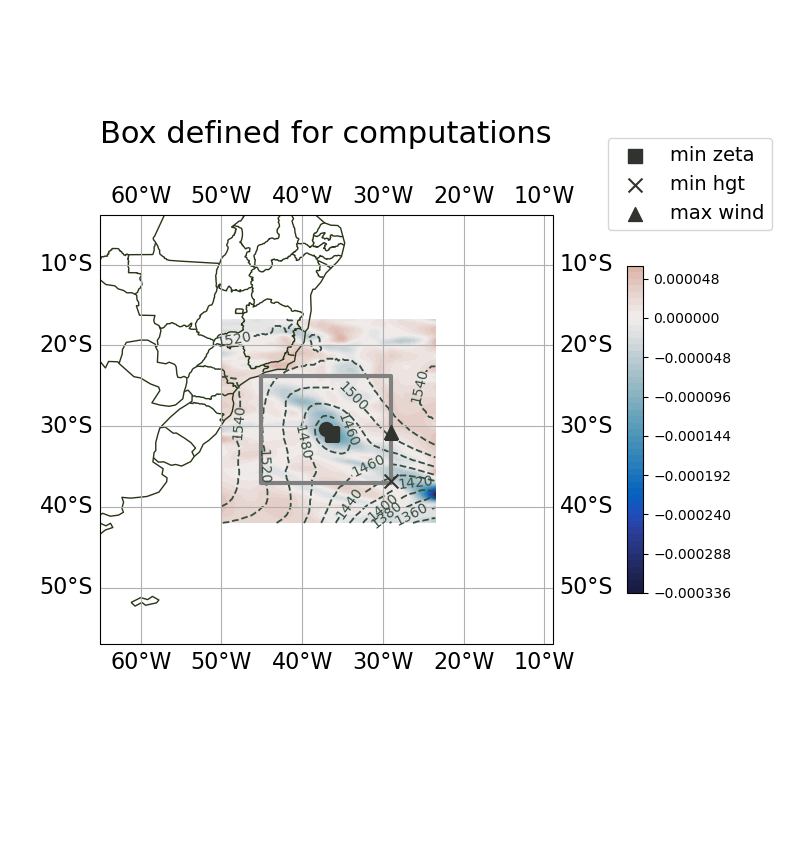 Box defined for computations
min zeta
min hgt
max wind
60°W 50°W 40°W 30°W 20°W 10°W
10°S 10°S
20°S 20°S
30°S 30°S
40°S 40°S
50°S 50°S
60°W 50°W 40°W 30°W 20°W 10°W
1520
1540
1500
1540
1460
1480
1520
1460
1420
1440
1400
1380
1360
0.000048
0.000000
−0.000048
−0.000096
−0.000144
−0.000192
−0.000240
−0.000288
−0.000336